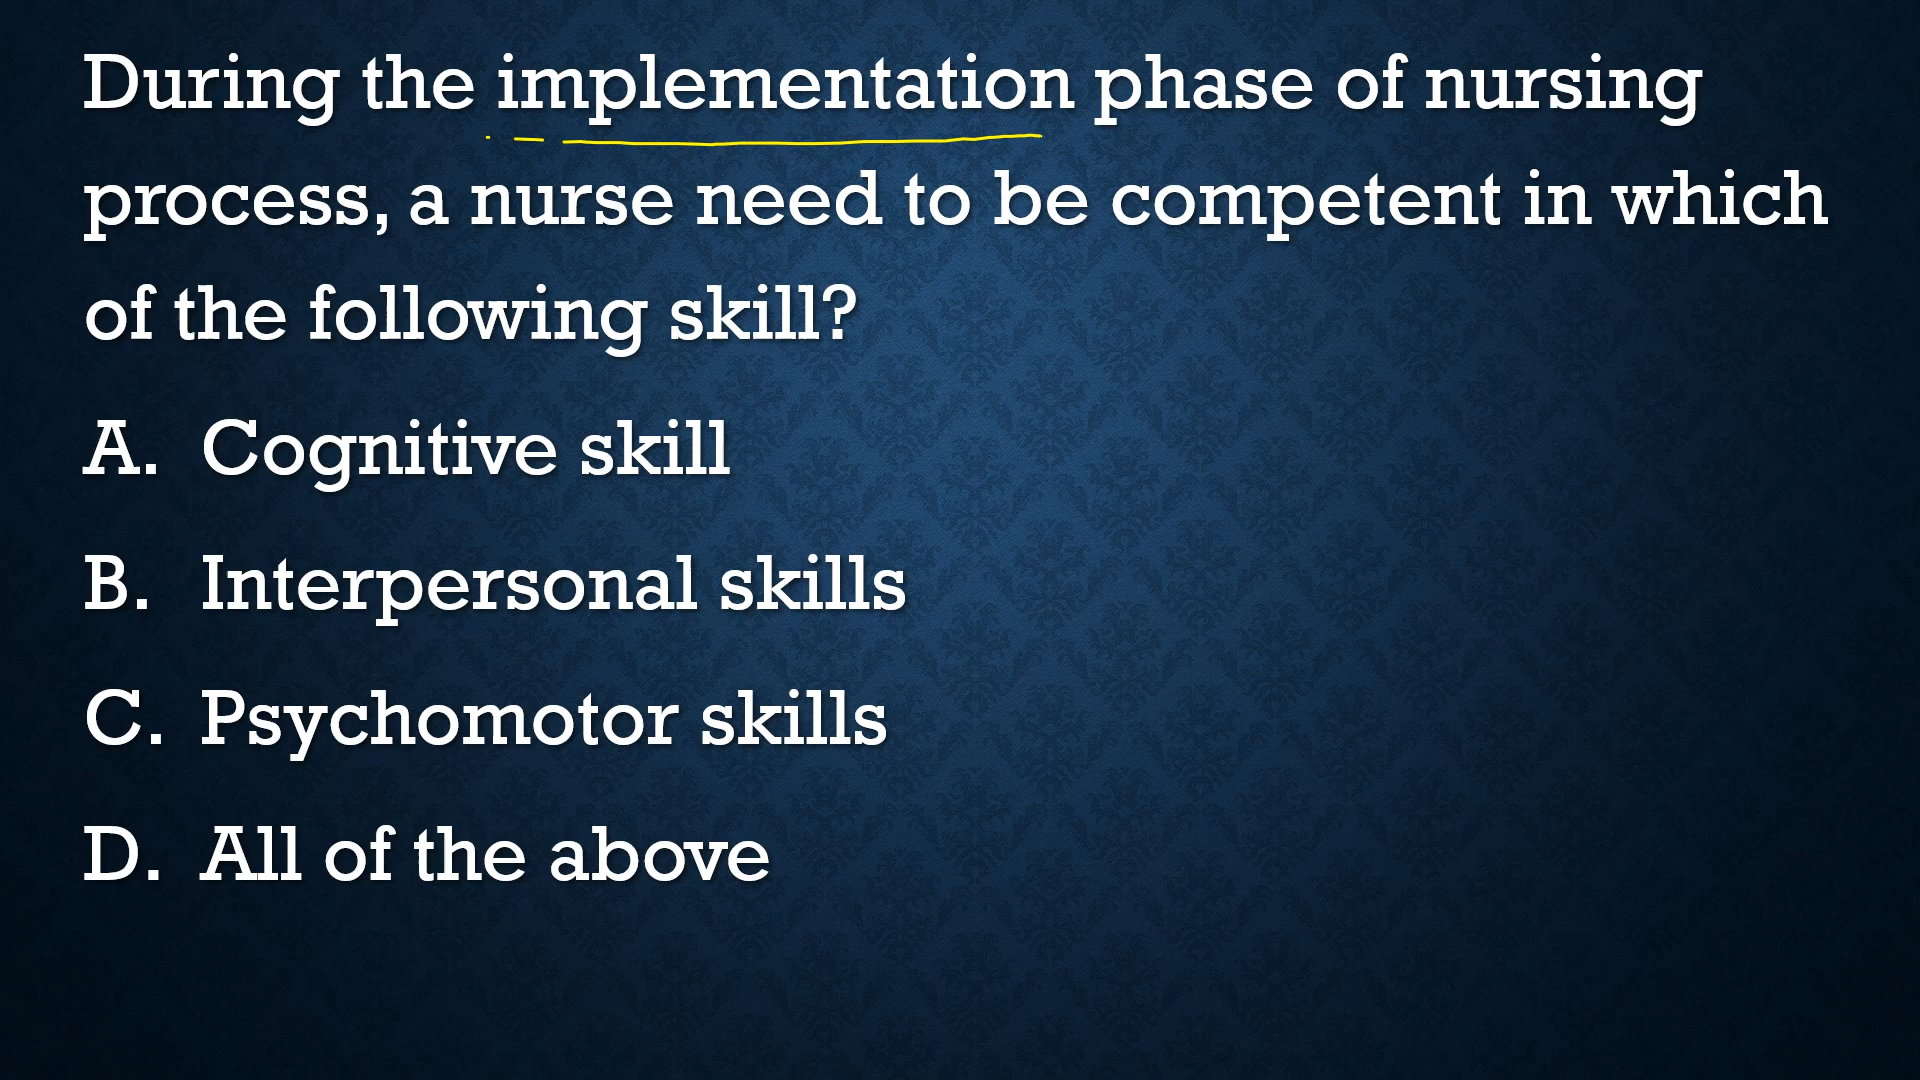 During the implementation phase of nursing
process, a nurse need to be competent in which
of the following skill?
A. Cognitive skill
B. Interpersonal skills
C. Psychomotor skills
D. All of the above